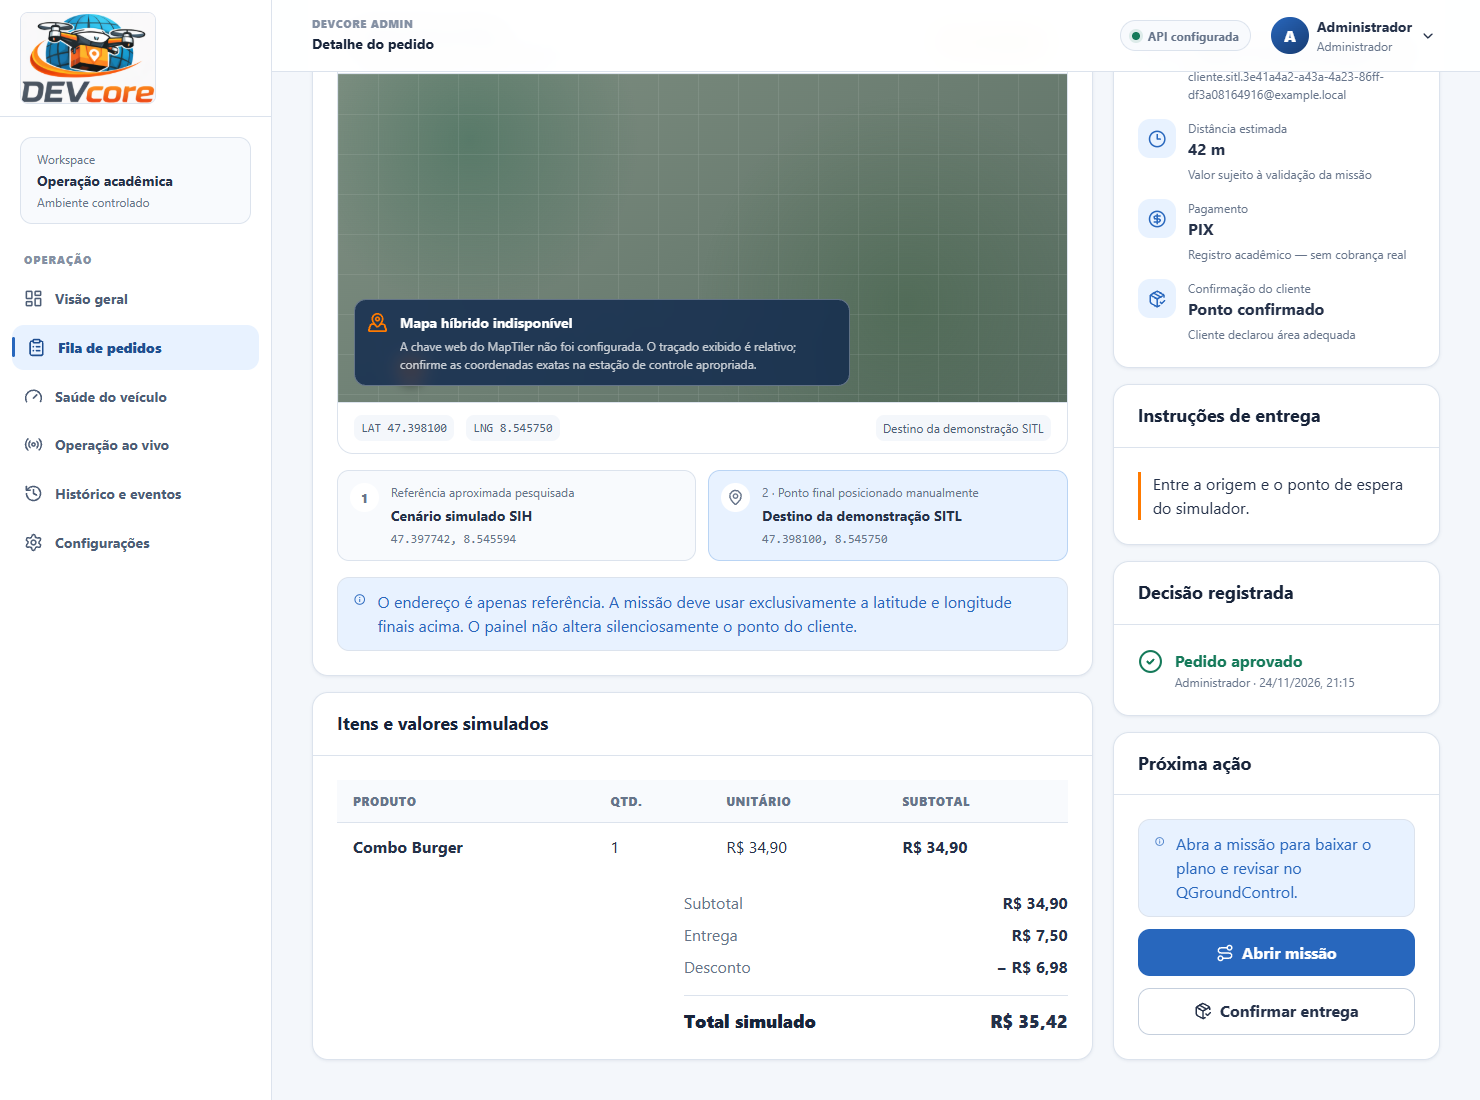 DEVcore
Workspace
Operação acadêmica
Ambiente controlado
OPERAÇÃO
Visão geral
Fila de pedidos
Saúde do veículo
Operação ao vivo
Histórico e eventos
Configurações
DEVCORE ADMIN
Detalhe do pedido
API configurada
A
Administrador
Administrador
Mapa híbrido indisponível
A chave web do MapTiler não foi configurada. O traçado exibido é relativo;
confirme as coordenadas exatas na estação de controle apropriada.
LAT 47.398100
LNG 8.545750
Destino da demonstração SITL
1
Referência aproximada pesquisada
Cenário simulado SIH
47.397742, 8.545594
2 · Ponto final posicionado manualmente
Destino da demonstração SITL
47.398100, 8.545750
O endereço é apenas referência. A missão deve usar exclusivamente a latitude e longitude
finais acima. O painel não altera silenciosamente o ponto do cliente.
Itens e valores simulados
PRODUTO QTD. UNITÁRIO SUBTOTAL
Combo Burger 1 R$ 34,90 R$ 34,90
Subtotal R$ 34,90
Entrega R$ 7,50
Desconto – R$ 6,98
Total simulado R$ 35,42
cliente.sitl.3e41a4a2-a43a-4a23-86ff-
df3a08164916@example.local
Distância estimada
42 m
Valor sujeito à validação da missão
Pagamento
PIX
Registro acadêmico — sem cobrança real
Confirmação do cliente
Ponto confirmado
Cliente declarou área adequada
Instruções de entrega
Entre a origem e o ponto de espera
do simulador.
Decisão registrada
Pedido aprovado
Administrador · 24/11/2026, 21:15
Próxima ação
Abra a missão para baixar o
plano e revisar no
QGroundControl.
Abrir missão
Confirmar entrega